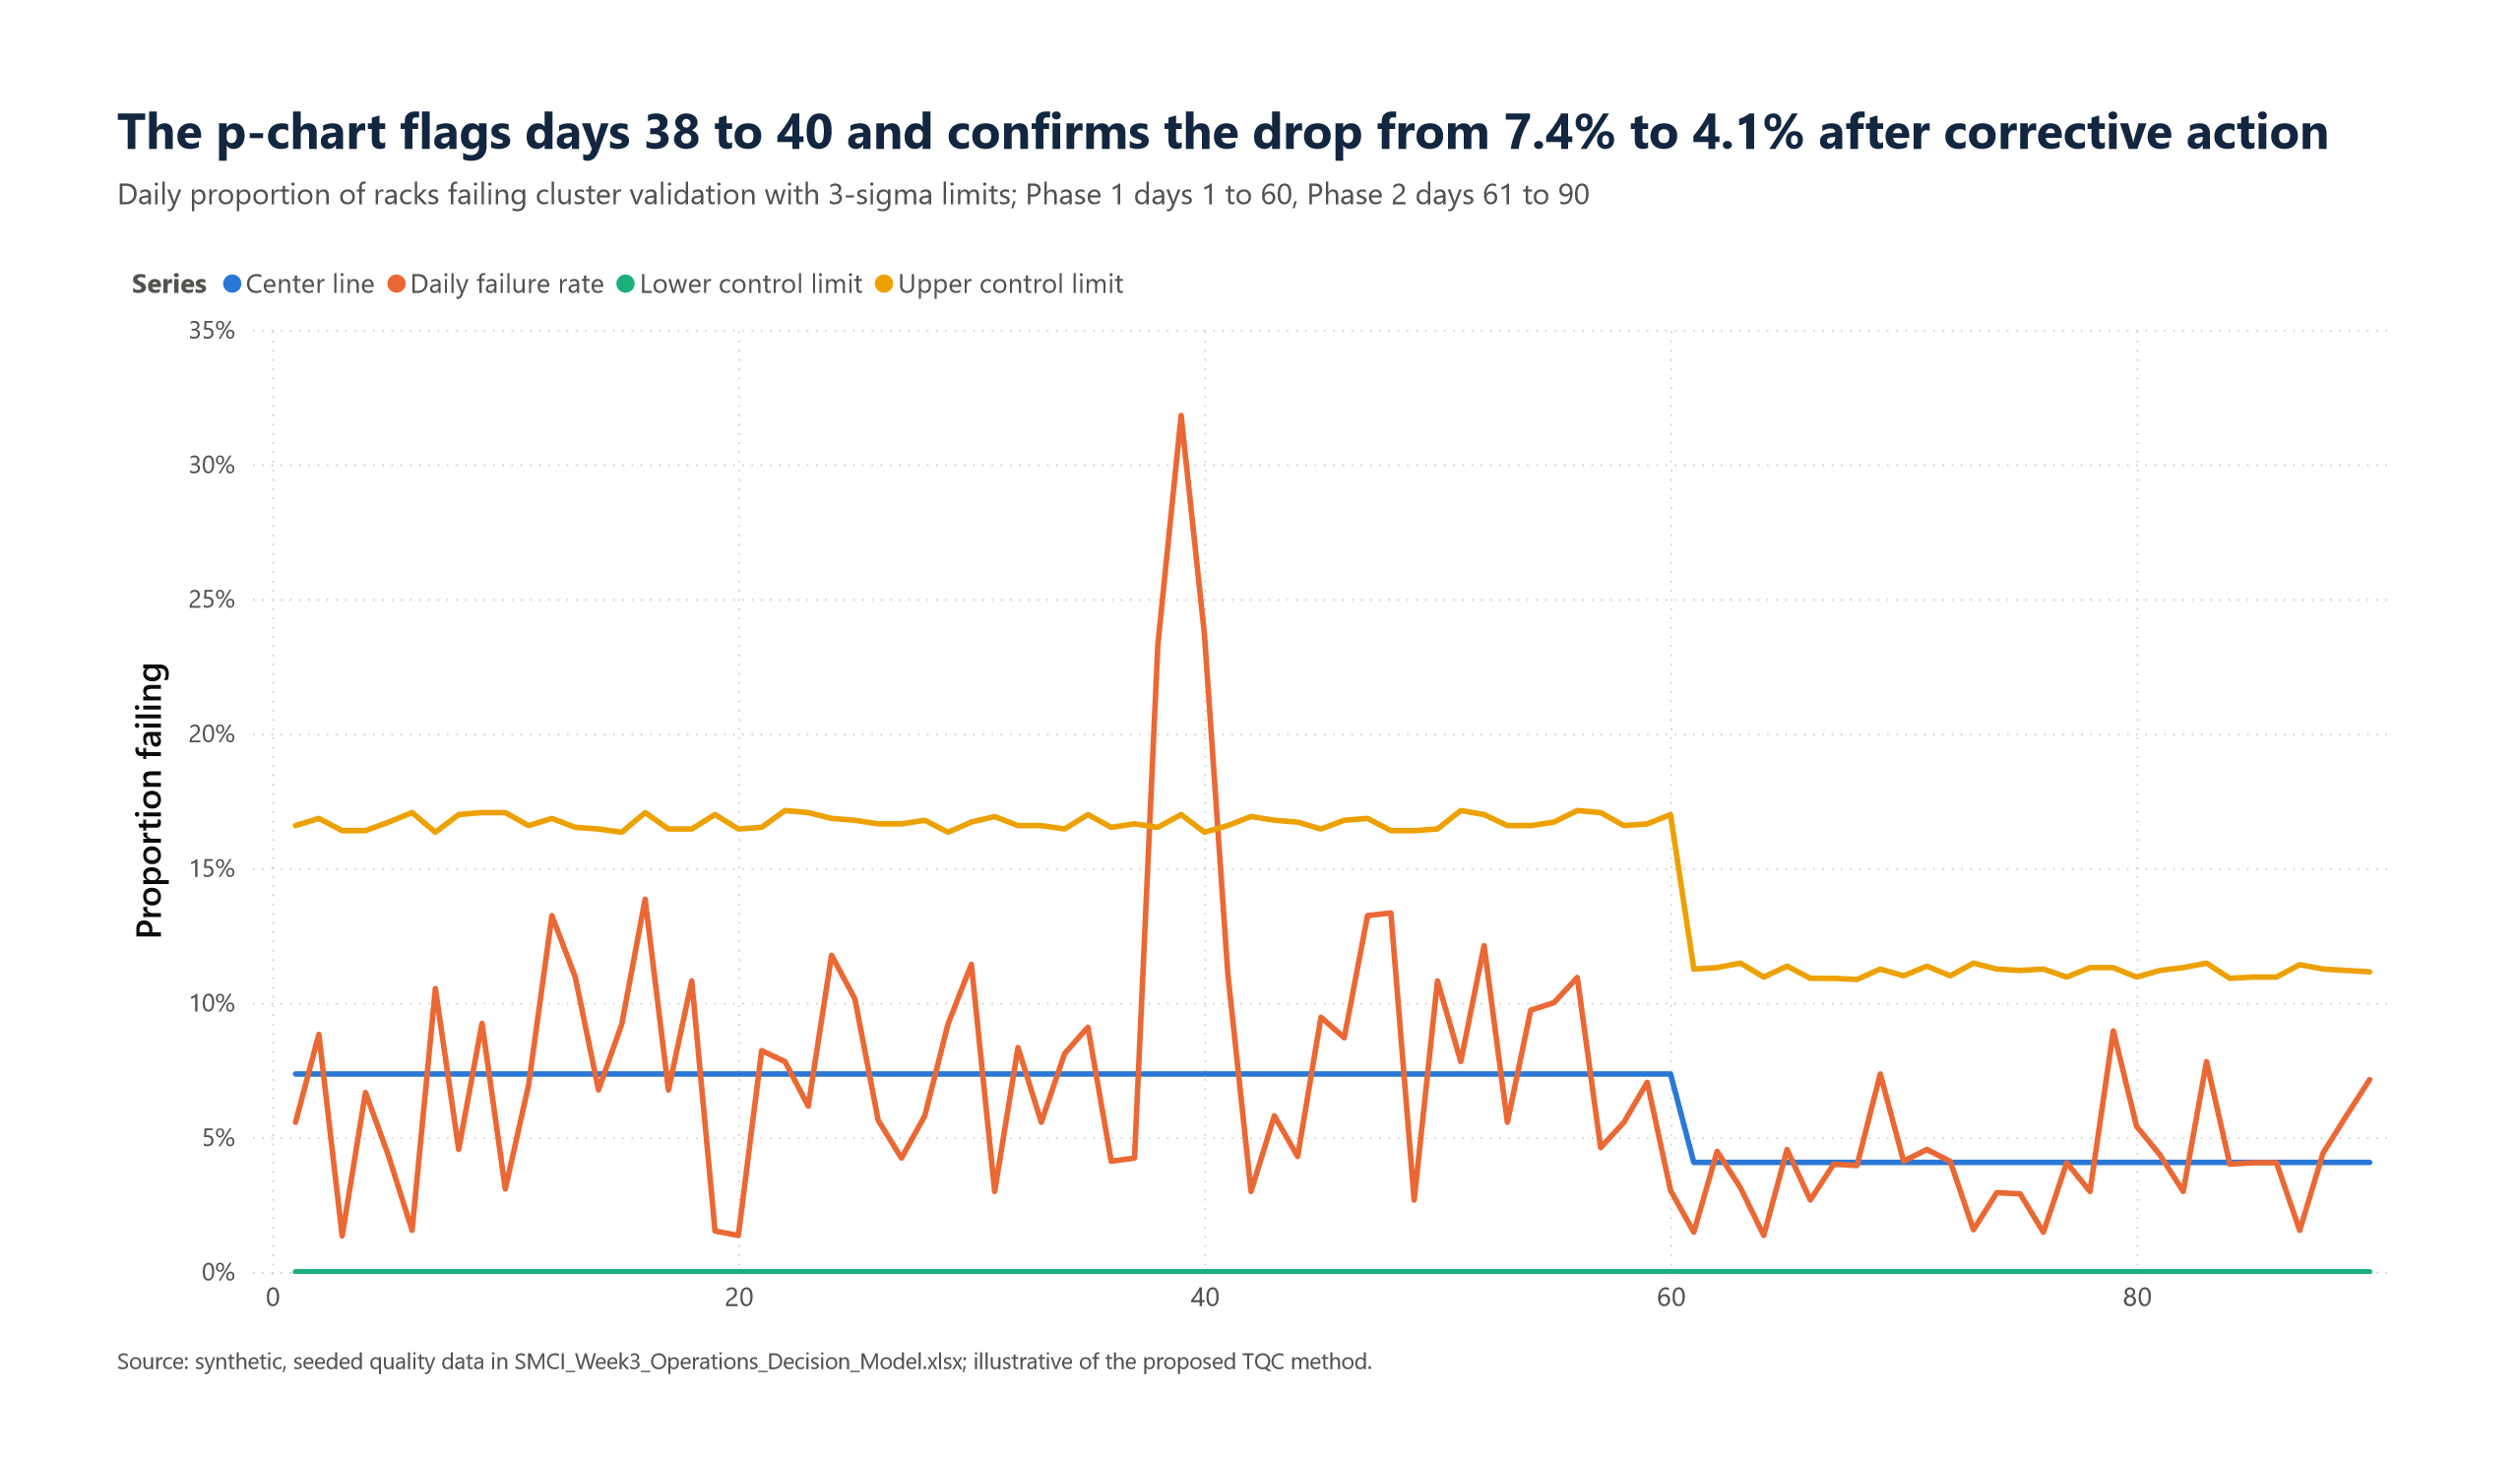 The p-chart flags days 38 to 40 and confirms the drop from 7.4% to 4.1% after corrective action
Daily proportion of racks failing cluster validation with 3-sigma limits; Phase 1 days 1 to 60, Phase 2 days 61 to 90
Series Center line Daily failure rate Lower control limit Upper control limit
35%
30%
25%
20%
15%
10%
5%
0%
Proportion failing
0 20 40 60 80
Source: synthetic, seeded quality data in SMCI_Week3_Operations_Decision_Model.xlsx; illustrative of the proposed TQC method.